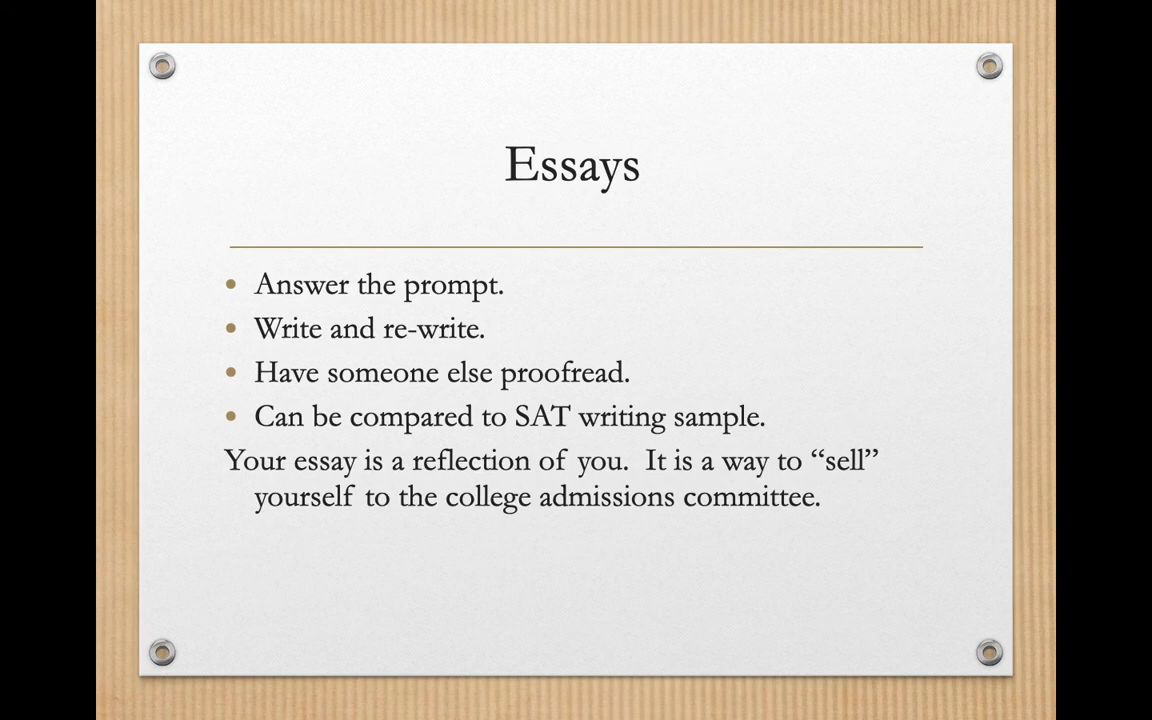 Essays
• Answer the prompt.
• Write and re-write.
• Have someone else proofread.
• Can be compared to SAT writing sample.
Your essay is a reflection of you.  It is a way to “sell”
yourself to the college admissions committee.